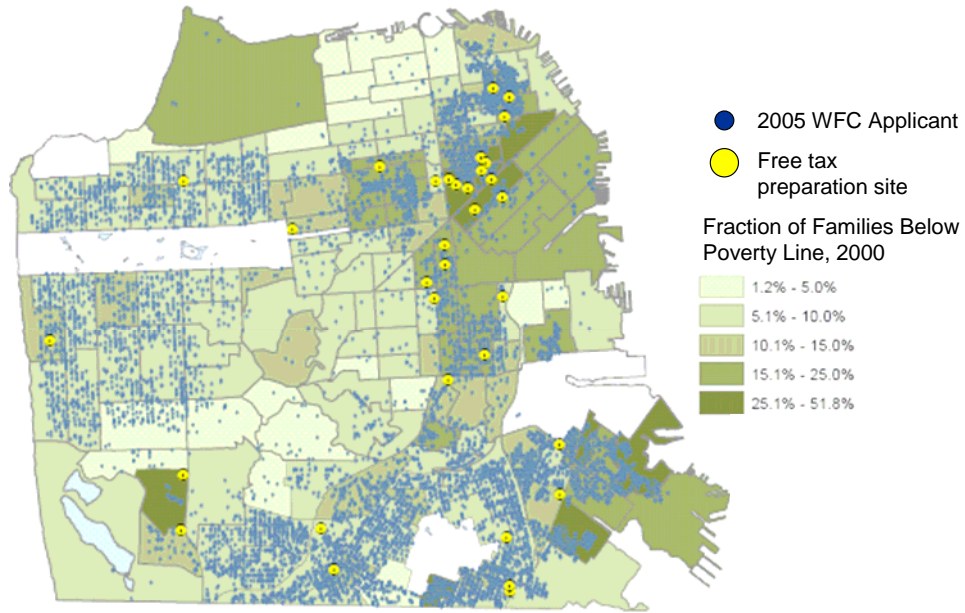 2005 WFC Applicant
Free tax
preparation site
Fraction of Families Below
Poverty Line, 2000
1.2% - 5.0%
5.1% - 10.0%
10.1% - 15.0%
15.1% - 25.0%
25.1% - 51.8%